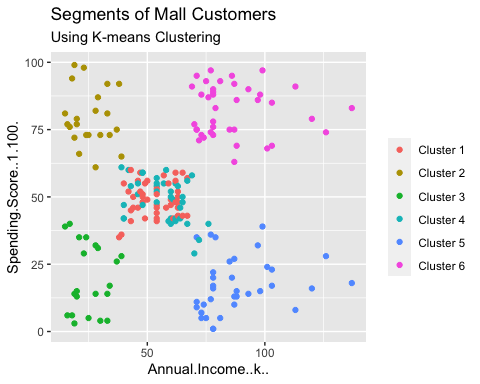 Segments of Mall Customers
Using K-means Clustering
100
75
50
25
0
Spending.Score..1.100.
50
100
Annual.Income..k..
Cluster 1
Cluster 2
Cluster 3
Cluster 4
Cluster 5
Cluster 6